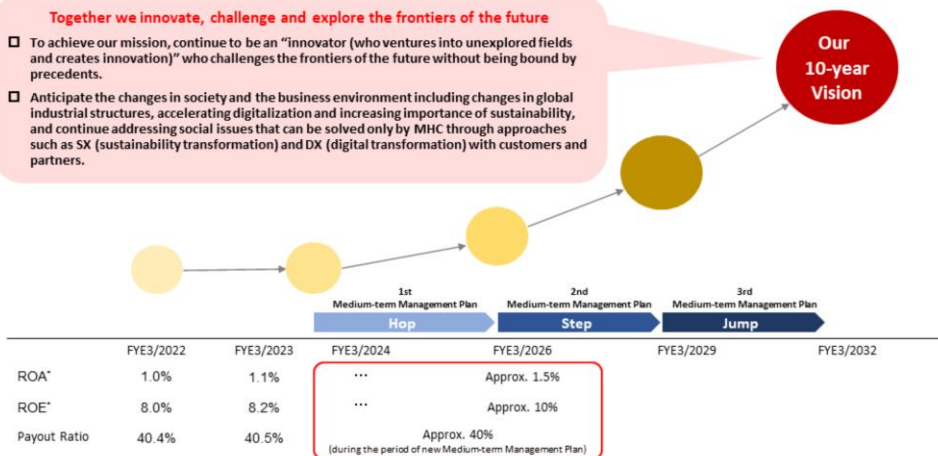 Together we innovate, challenge and explore the frontiers of the future
To achieve our mission, continue to be an “innovator (who ventures into unexplored fields
and creates innovation)” who challenges the frontiers of the future without being bound by
precedents.
Anticipate the changes in society and the business environment including changes in global
industrial structures, accelerating digitalization and increasing importance of sustainability,
and continue addressing social issues that can be solved only by MHC through approaches
such as SX (sustainability transformation) and DX (digital transformation) with customers and
partners.
Our
10-year
Vision
1st
Medium-term Management Plan
Hop
2nd
Medium-term Management Plan
Step
3rd
Medium-term Management Plan
Jump
FYE3/2022 FYE3/2023 FYE3/2024 FYE3/2026 FYE3/2029 FYE3/2032
ROA* 1.0% 1.1% ... Approx. 1.5%
ROE* 8.0% 8.2% ... Approx. 10%
Payout Ratio 40.4% 40.5% Approx. 40%
(during the period of new Medium-term Management Plan)